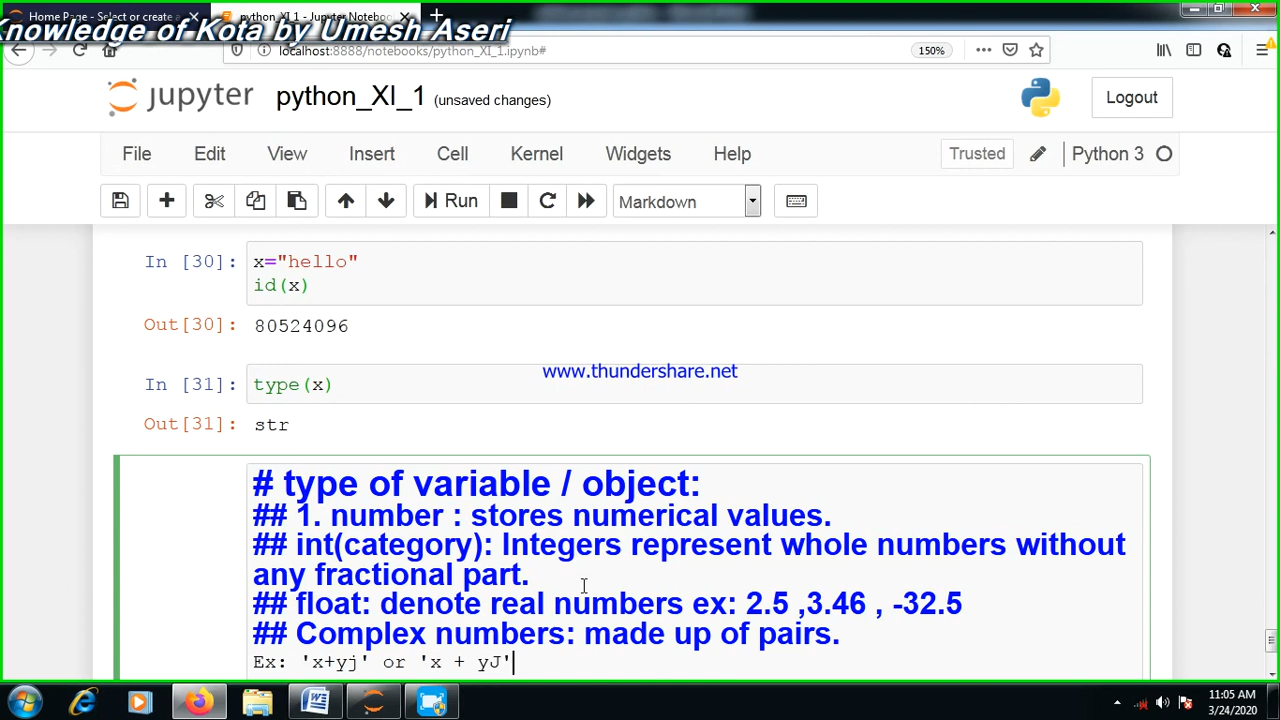 Home Page - Select or create a
python_XI_1 - Jupyter Notebook
Knowledge of Kota by Umesh Aseri
localhost:8888/notebooks/python_XI_1.ipynb#
150%
jupyter python_XI_1 (unsaved changes)
Logout
File Edit View Insert Cell Kernel Widgets Help
Trusted
Python 3
Run
Markdown
In [30]: x="hello"
id(x)
Out[30]: 80524096
www.thundershare.net
In [31]: type(x)
Out[31]: str
# type of variable / object:
## 1. number : stores numerical values.
## int(category): Integers represent whole numbers without
any fractional part.
## float: denote real numbers ex: 2.5 ,3.46 , -32.5
## Complex numbers: made up of pairs.
Ex: 'x+yj' or 'x + yJ'
11:05 AM
3/24/2020